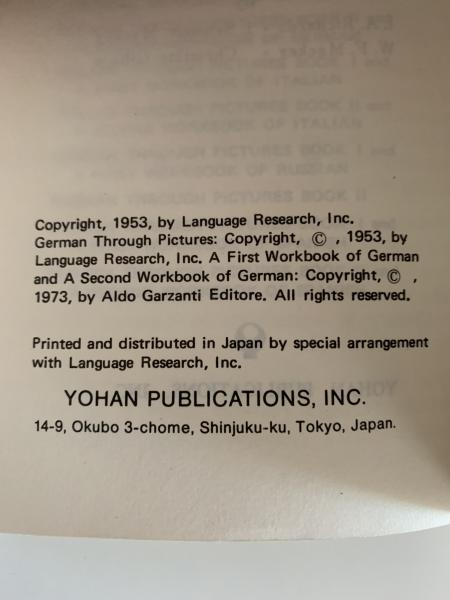 Copyright, 1953, by Language Research, Inc.
German Through Pictures: Copyright, © , 1953, by
Language Research, Inc. A First Workbook of German
and A Second Workbook of German: Copyright, © ,
1973, by Aldo Garzanti Editore. All rights reserved.
Printed and distributed in Japan by special arrangement
with Language Research, Inc.
YOHAN PUBLICATIONS, INC.
14-9, Okubo 3-chome, Shinjuku-ku, Tokyo, Japan.